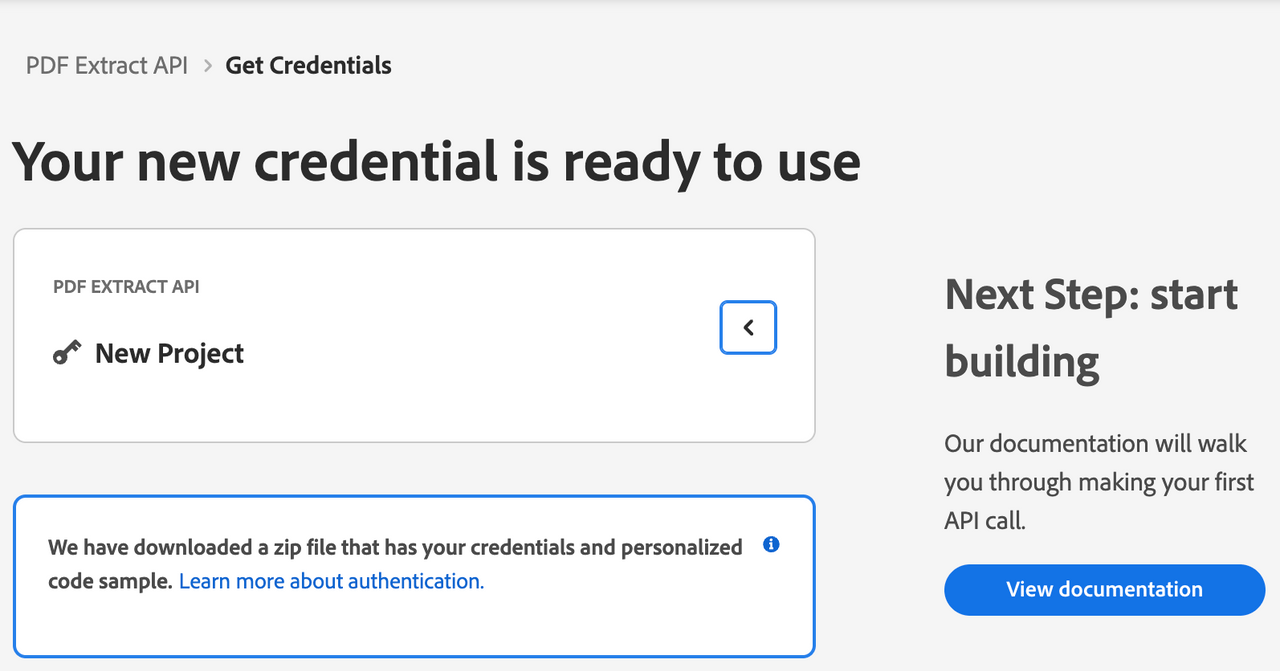 PDF Extract API > Get Credentials
Your new credential is ready to use
PDF EXTRACT API
New Project
We have downloaded a zip file that has your credentials and personalized
code sample. Learn more about authentication.
Next Step: start
building
Our documentation will walk
you through making your first
API call.
View documentation